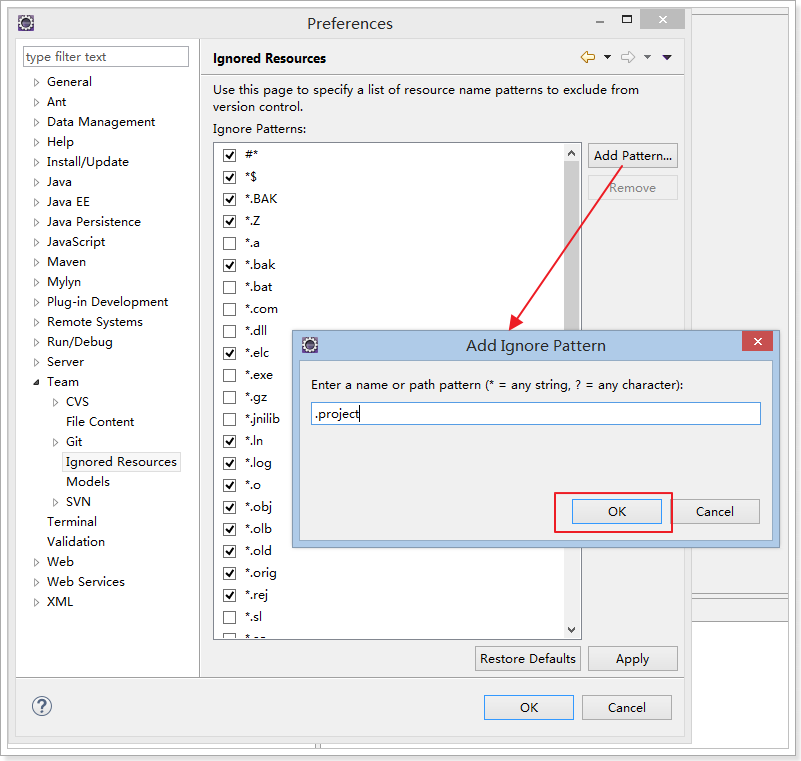 Preferences
type filter text
General
Ant
Data Management
Help
Install/Update
Java
Java EE
Java Persistence
JavaScript
Maven
Mylyn
Plug-in Development
Remote Systems
Run/Debug
Server
Team
CVS
File Content
Git
Ignored Resources
Models
SVN
Terminal
Validation
Web
Web Services
XML
Ignored Resources
Use this page to specify a list of resource name patterns to exclude from
version control.
Ignore Patterns:
#*
*$
*.BAK
*.Z
*.a
*.bak
*.bat
*.com
*.dll
*.elc
*.exe
*.gz
*.jnilib
*.ln
*.log
*.o
*.obj
*.olb
*.old
*.orig
*.rej
*.sl
Add Pattern...
Remove
Add Ignore Pattern
Enter a name or path pattern (* = any string, ? = any character):
.project
OK Cancel
Restore Defaults Apply
OK Cancel